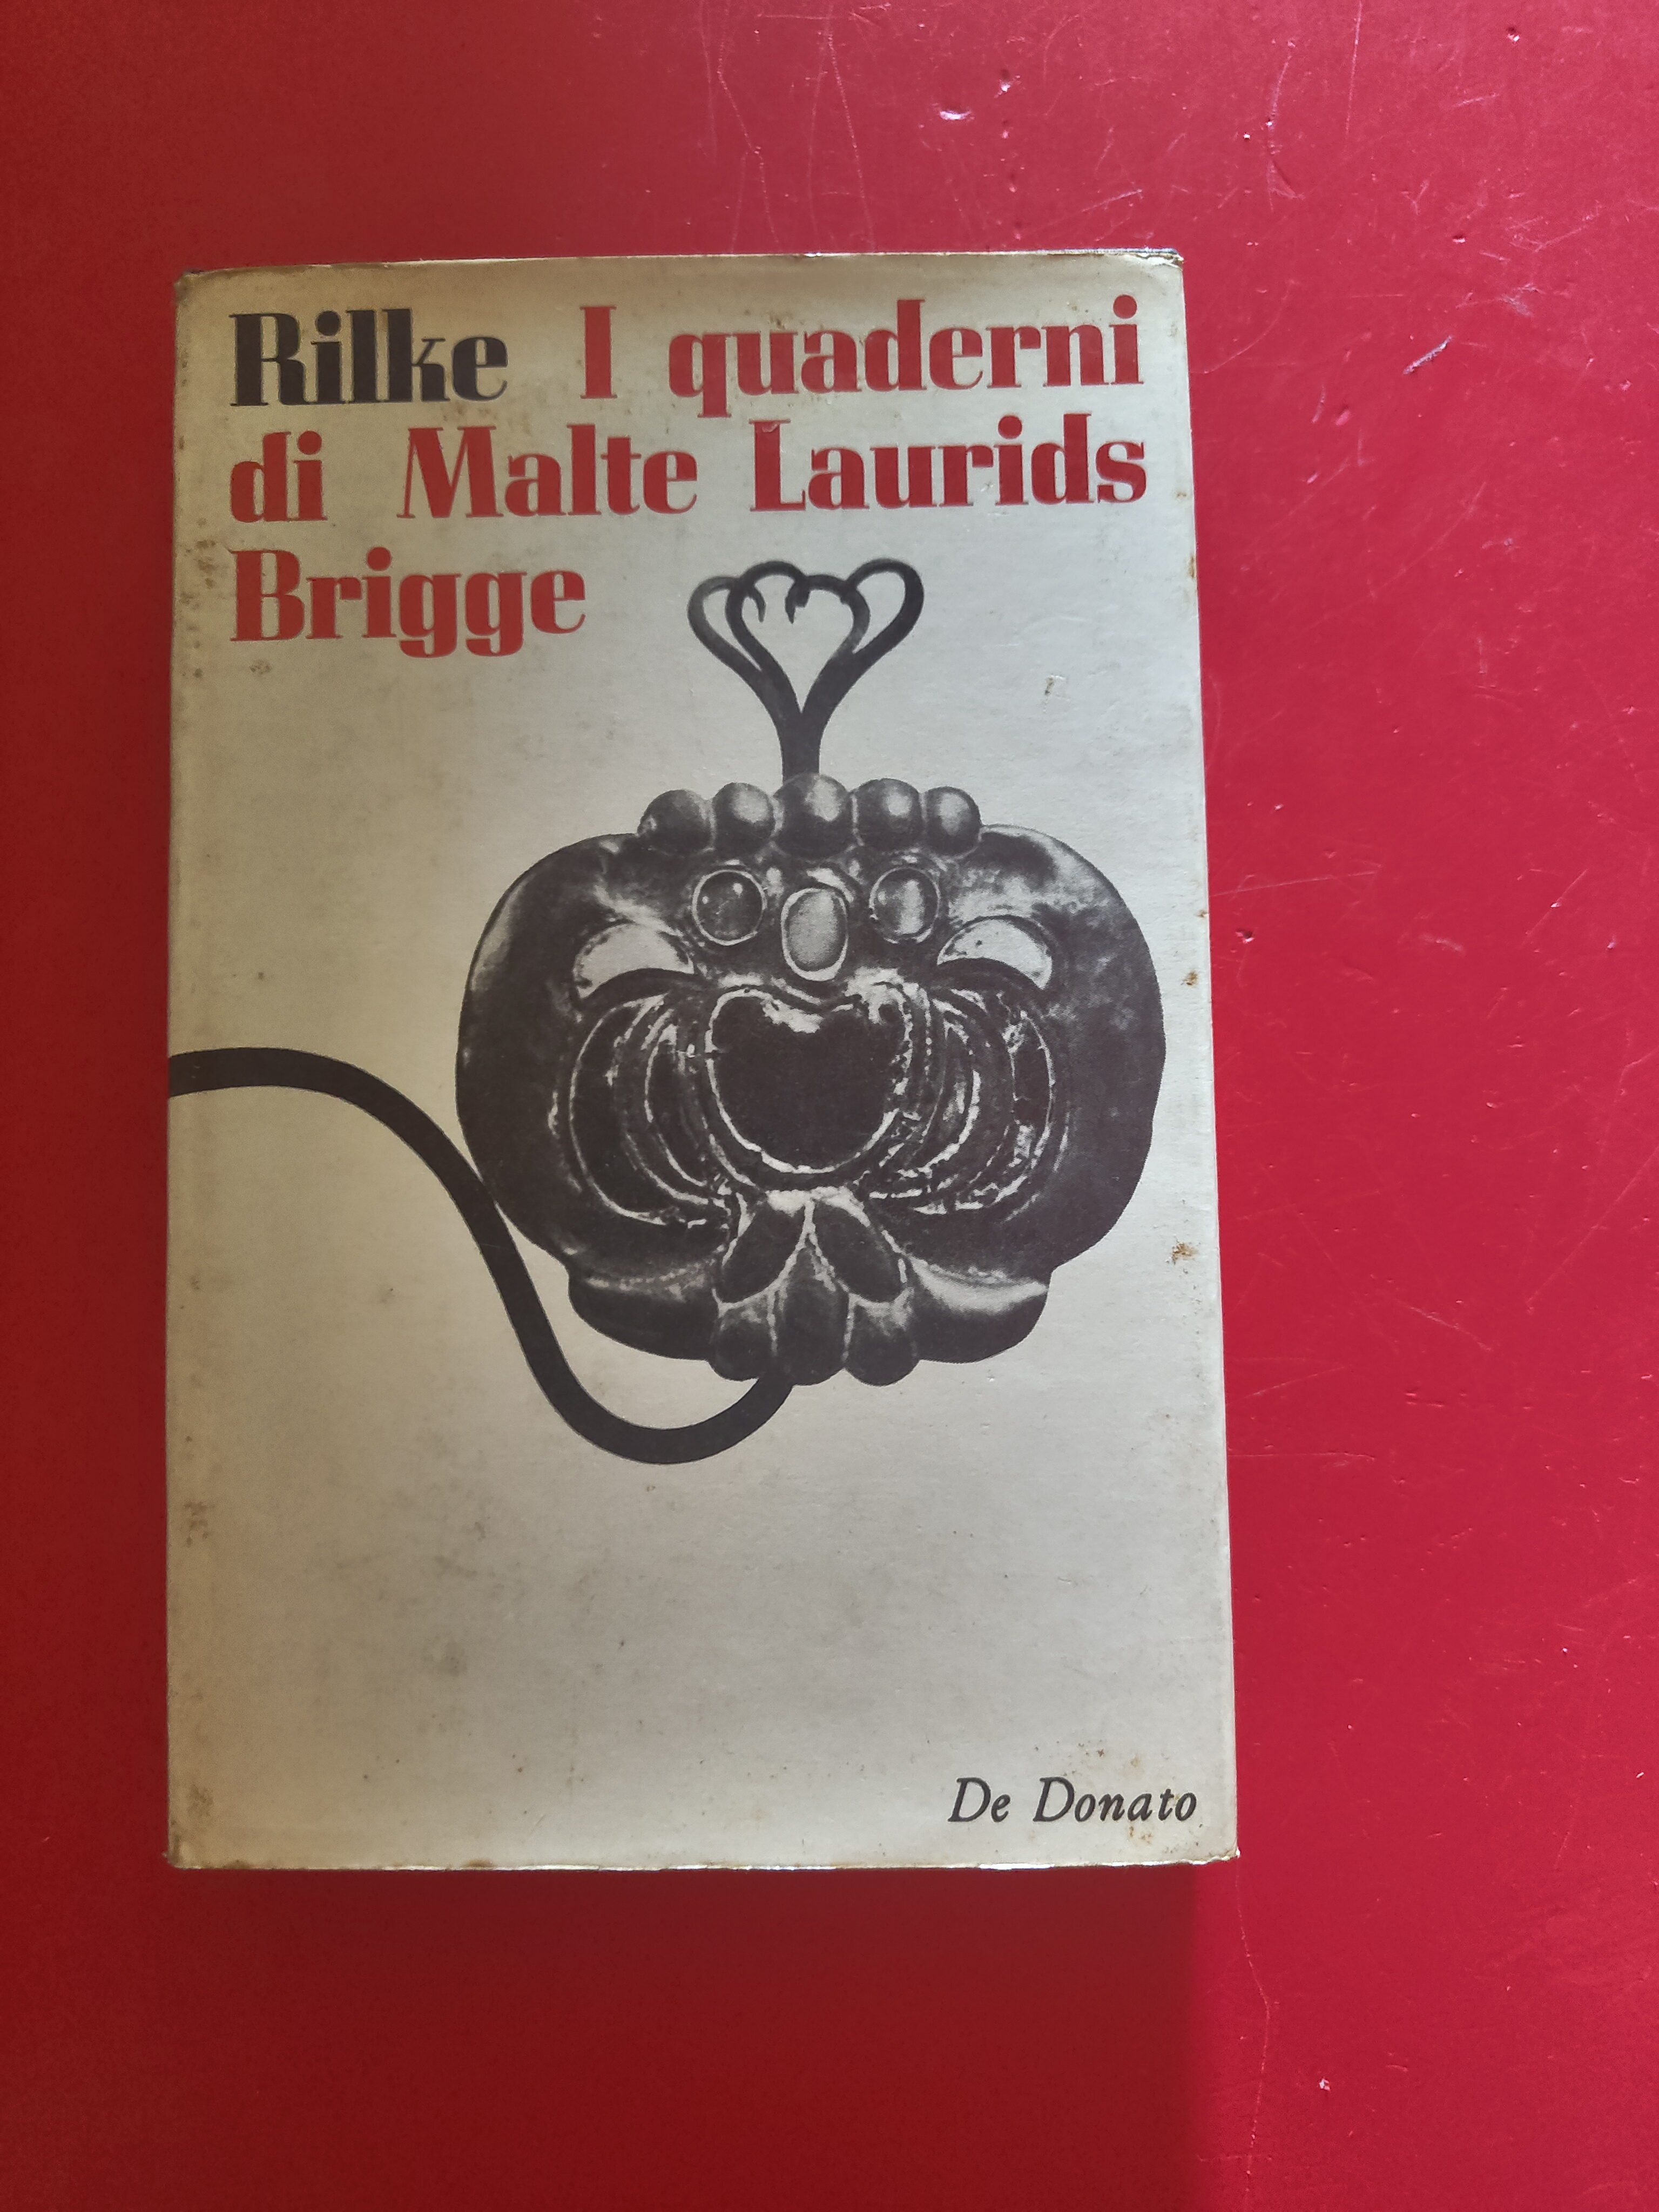 Rilke I quaderni
di Malte Laurids
Brigge
De Donato